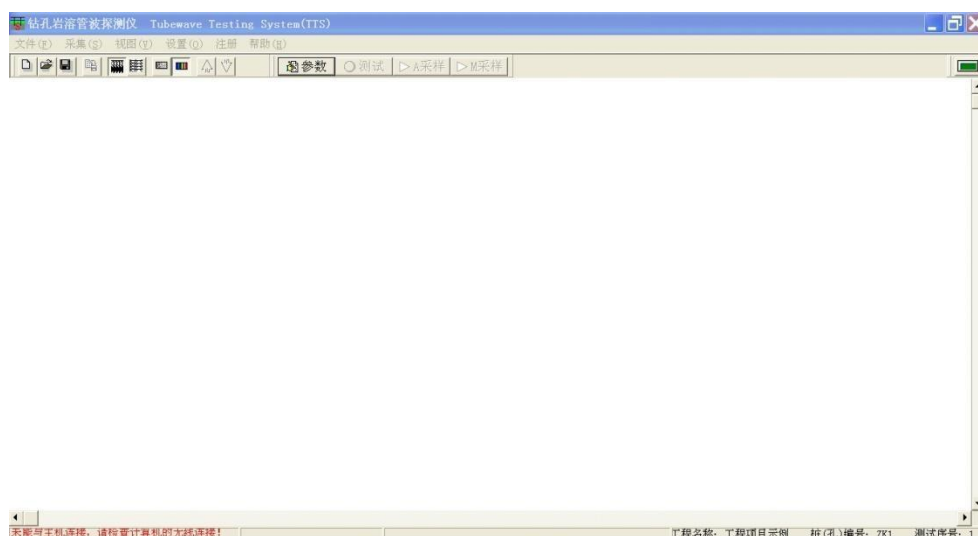 钻孔岩溶管波探测仪 Tubewave Testing System(TTS)
文件(F) 采集(S) 视图(V) 设置(O) 注册 帮助(H)
参数 测试 A采样 M采样
未能与主机连接, 请检查计算机的无线连接! 工程名称: 工程项目示例 桩(孔)编号: ZK1 测试序号: 1